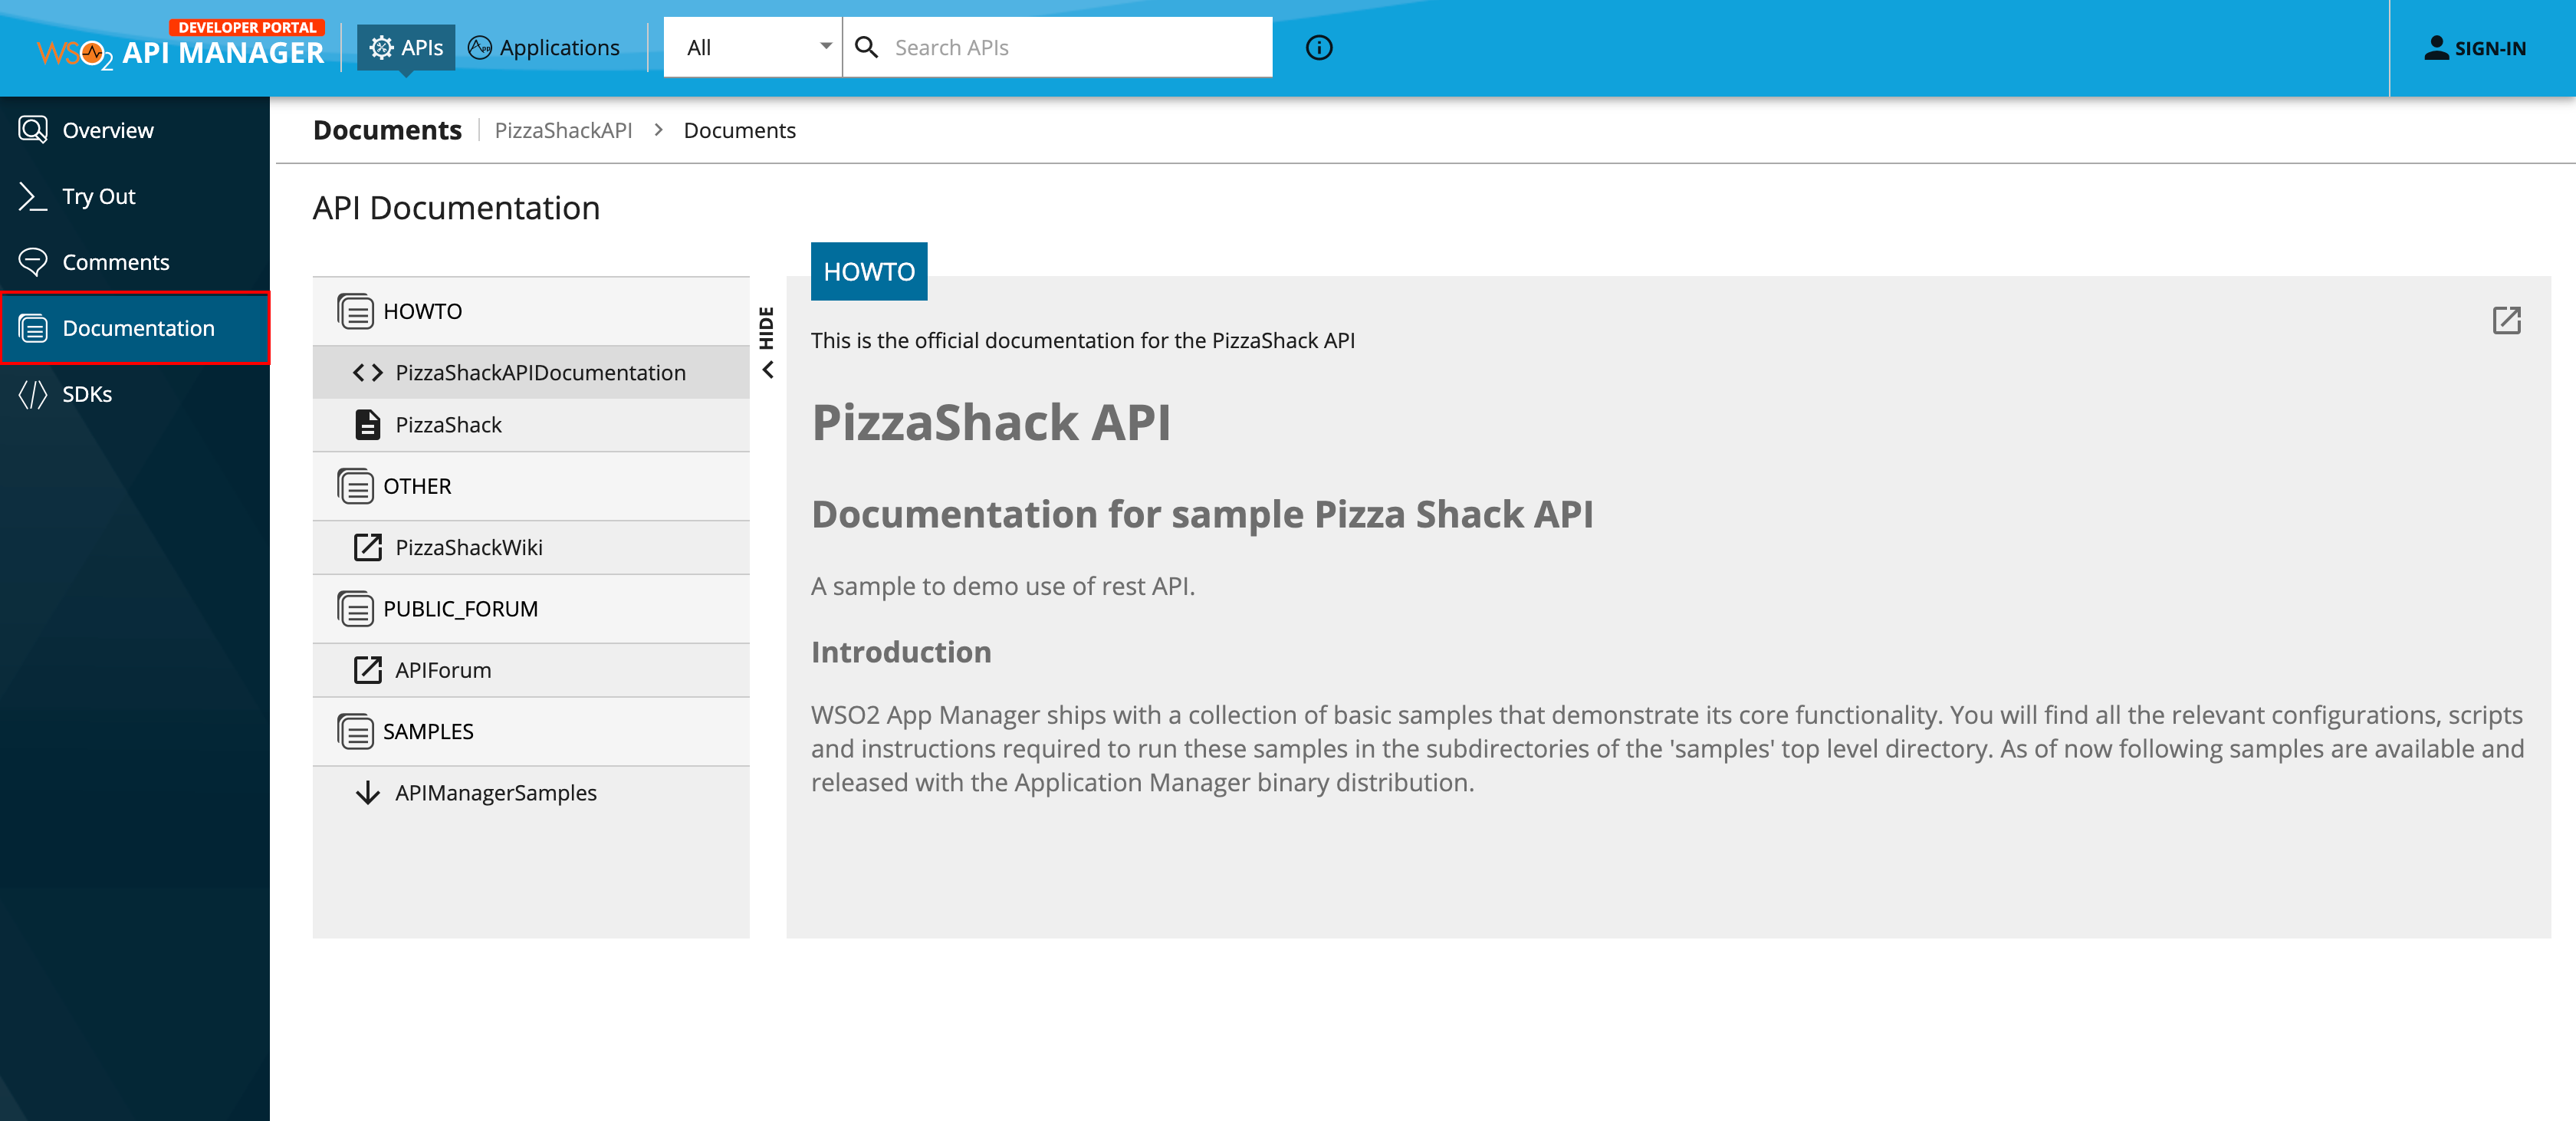 DEVELOPER PORTAL
WSO2 API MANAGER
APIs
Applications
All
Search APIs
SIGN-IN
Overview
Try Out
Comments
Documentation
SDKs
Documents
PizzaShackAPI
Documents
API Documentation
HOWTO
PizzaShackAPIDocumentation
PizzaShack
OTHER
PizzaShackWiki
PUBLIC_FORUM
APIForum
SAMPLES
APIManagerSamples
HIDE
HOWTO
This is the official documentation for the PizzaShack API
PizzaShack API
Documentation for sample Pizza Shack API
A sample to demo use of rest API.
Introduction
WSO2 App Manager ships with a collection of basic samples that demonstrate its core functionality. You will find all the relevant configurations, scripts
and instructions required to run these samples in the subdirectories of the 'samples' top level directory. As of now following samples are available and
released with the Application Manager binary distribution.